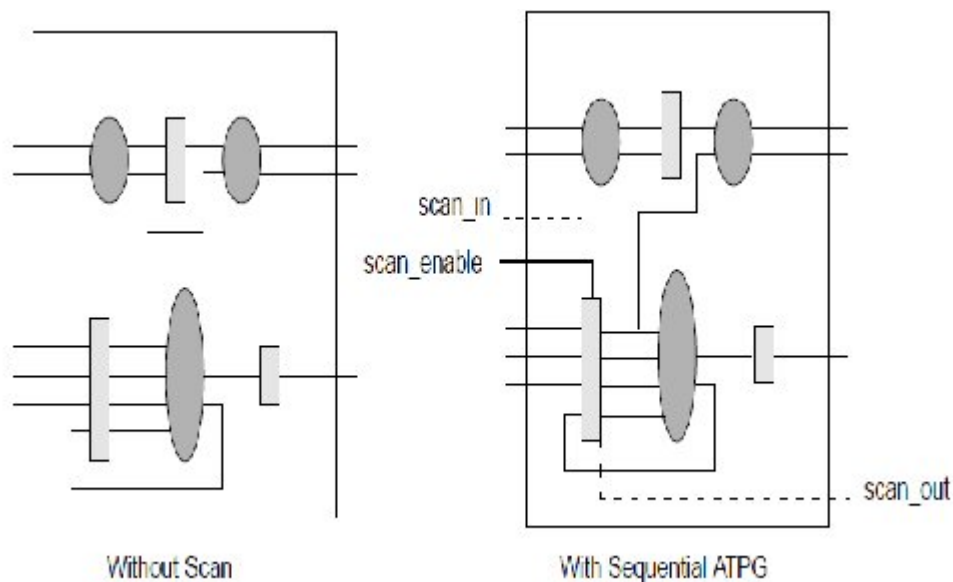 scan_in
scan_enable
scan_out
Without Scan
With Sequential ATPG